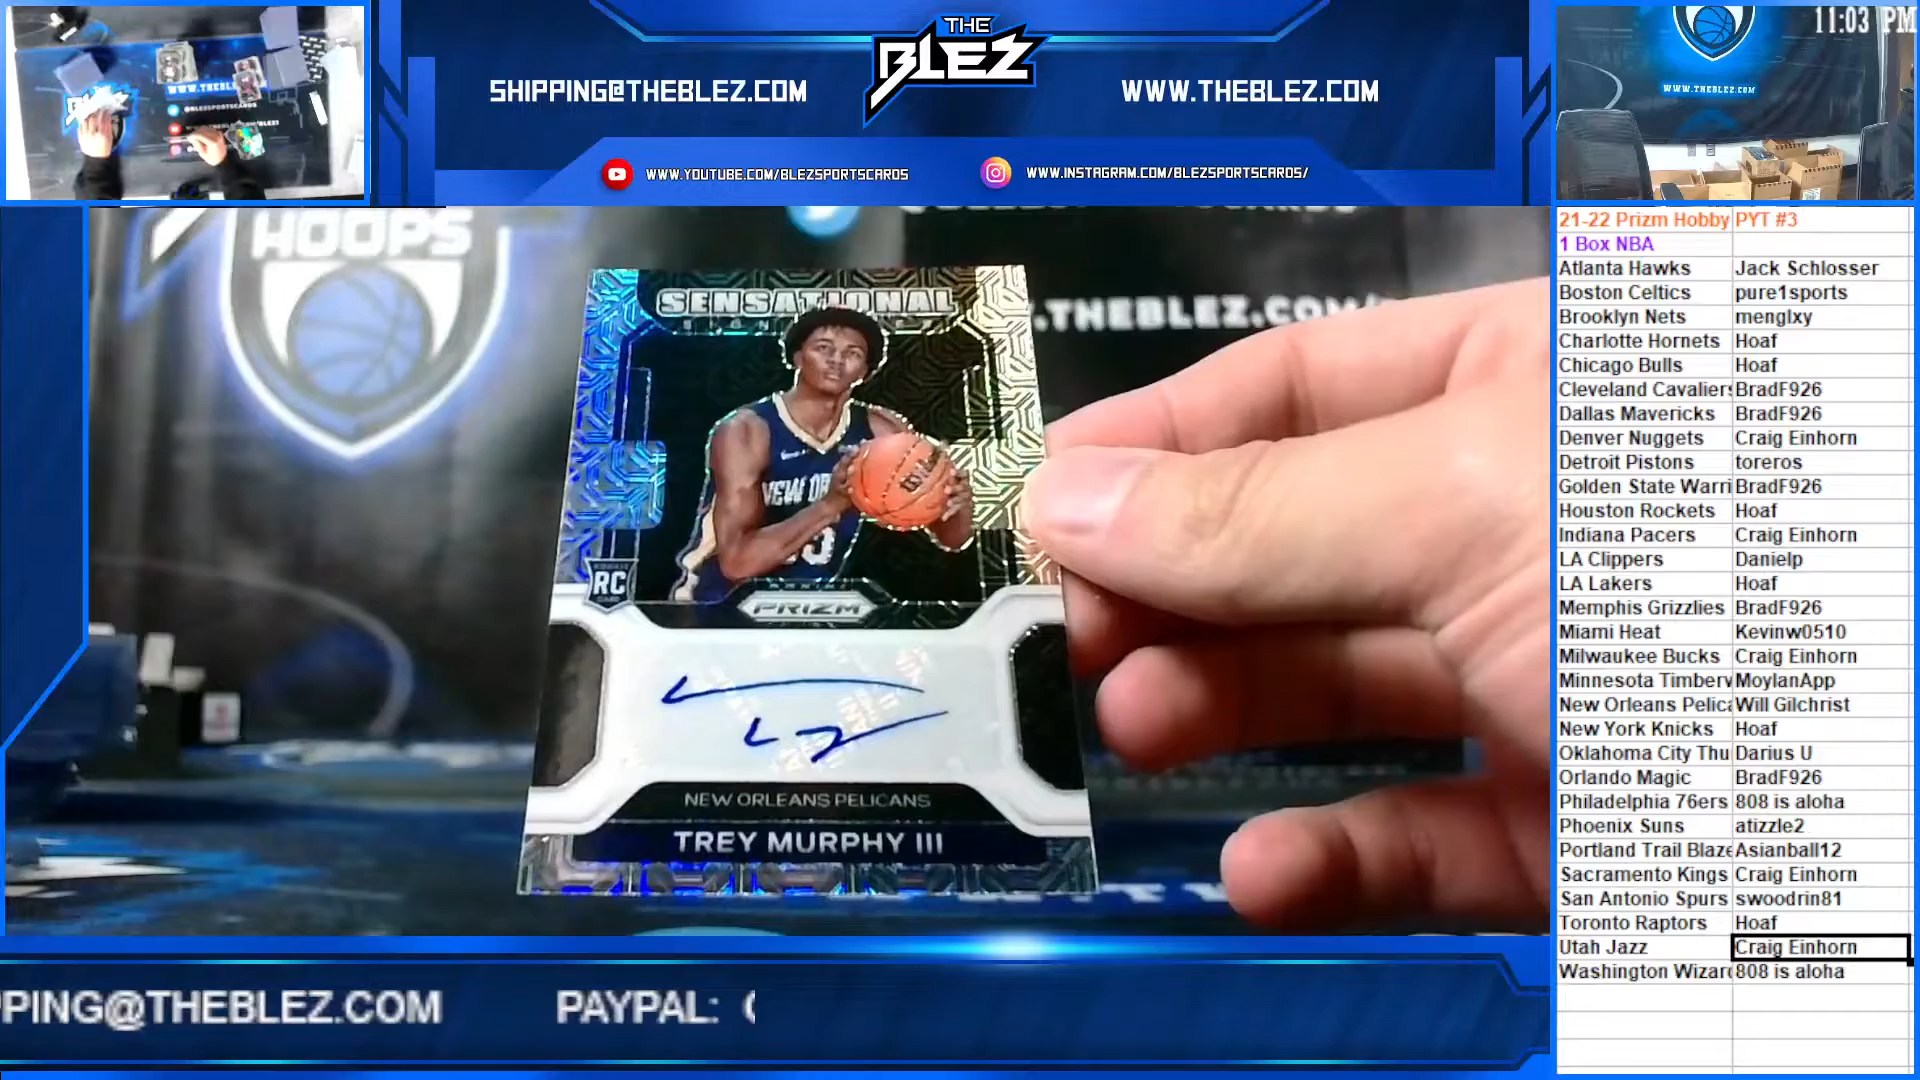 THE
BLEZ
SHIPPING@THEBLEZ.COM
WWW.THEBLEZ.COM
WWW.YOUTUBE.COM/BLEZSPORTSCARDS
WWW.INSTAGRAM.COM/BLEZSPORTSCARDS/
11:03 PM
WWW.THEBLEZ.COM
HOOPS
.THEBLEZ.COM
SENSATIONAL
NEW OR
RC
PANINI
PRIZM
NEW ORLEANS PELICANS
TREY MURPHY III
PPING@THEBLEZ.COM PAYPAL:
21-22 Prizm Hobby PYT #3
1 Box NBA
Atlanta Hawks Jack Schlosser
Boston Celtics pure1sports
Brooklyn Nets menglxy
Charlotte Hornets Hoaf
Chicago Bulls Hoaf
Cleveland Cavaliers BradF926
Dallas Mavericks BradF926
Denver Nuggets Craig Einhorn
Detroit Pistons toreros
Golden State Warri BradF926
Houston Rockets Hoaf
Indiana Pacers Craig Einhorn
LA Clippers Danielp
LA Lakers Hoaf
Memphis Grizzlies BradF926
Miami Heat Kevinw0510
Milwaukee Bucks Craig Einhorn
Minnesota Timberv MoylanApp
New Orleans Pelica Will Gilchrist
New York Knicks Hoaf
Oklahoma City Thu Darius U
Orlando Magic BradF926
Philadelphia 76ers 808 is aloha
Phoenix Suns atizzle2
Portland Trail Blaze Asianball12
Sacramento Kings Craig Einhorn
San Antonio Spurs swoodrin81
Toronto Raptors Hoaf
Utah Jazz Craig Einhorn
Washington Wizard 808 is aloha